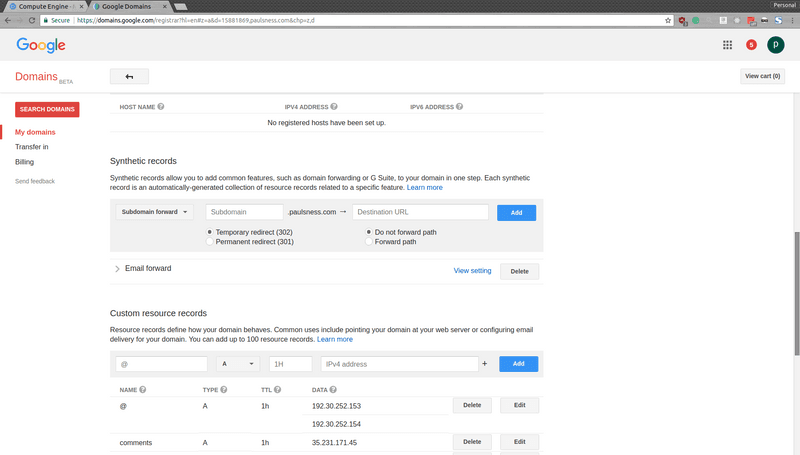 Compute Engine -
Google Domains
Personal
Secure https://domains.google.com/registrar/?hl=en#z=a&d=15881869,paulsness.com&chp=z,d
Google
5
p
Domains BETA
View cart (0)
SEARCH DOMAINS
My domains
Transfer in
Billing
Send feedback
HOST NAME ? IPV4 ADDRESS ? IPV6 ADDRESS ?
No registered hosts have been set up.
Synthetic records
Synthetic records allow you to add common features, such as domain forwarding or G Suite, to your domain in one step. Each synthetic
record is an automatically-generated collection of resource records related to a specific feature. Learn more
Subdomain forward Subdomain .paulsness.com → Destination URL Add
Temporary redirect (302) Do not forward path
Permanent redirect (301) Forward path
Email forward View setting Delete
Custom resource records
Resource records define how your domain behaves. Common uses include pointing your domain at your web server or configuring email
delivery for your domain. You can add up to 100 resource records. Learn more
@ A 1H IPv4 address + Add
NAME ? TYPE ? TTL ? DATA ?
@ A 1h 192.30.252.153 Delete Edit
192.30.252.154
comments A 1h 35.231.171.45 Delete Edit